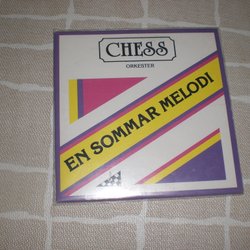 CHESS
ORKESTER
EN SOMMAR MELODI